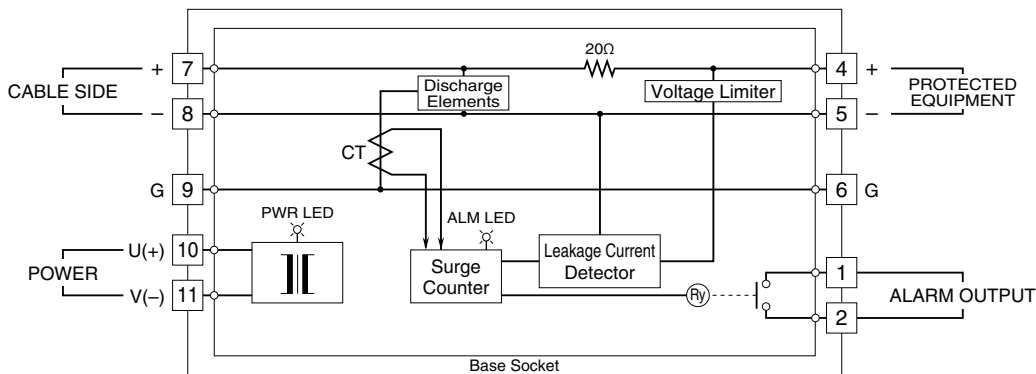 20Ω
+ 7
4 +
CABLE SIDE
Discharge
Elements
Voltage Limiter
PROTECTED
EQUIPMENT
– 8
5 –
CT
G 9
6 G
PWR LED
ALM LED
U(+) 10
POWER
V(–) 11
Surge
Counter
Leakage Current
Detector
Ry
1
ALARM OUTPUT
2
Base Socket